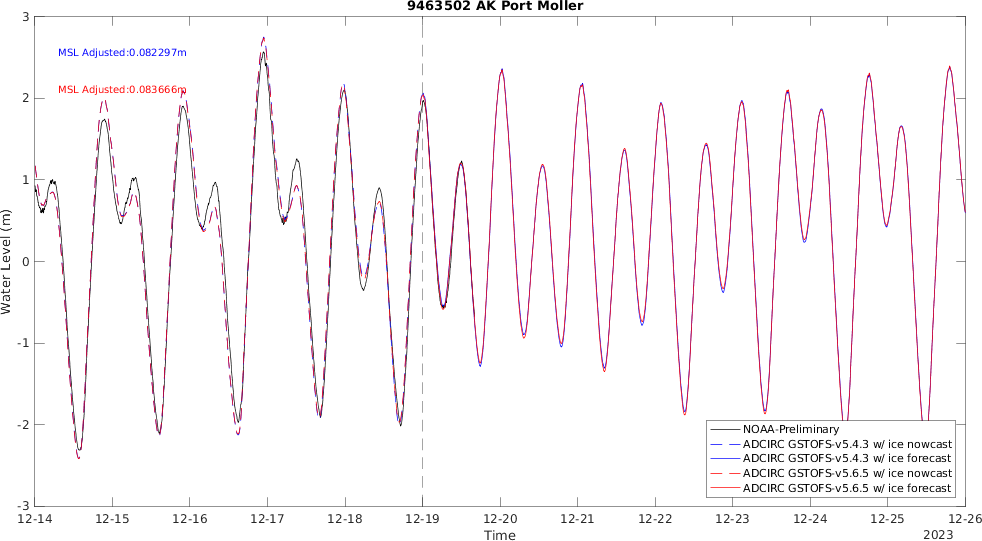 9463502 AK Port Moller
MSL Adjusted:0.082297m
MSL Adjusted:0.083666m
Water Level (m)
3
2
1
0
-1
-2
-3
NOAA-Preliminary
ADCIRC GSTOFS-v5.4.3 w/ ice nowcast
ADCIRC GSTOFS-v5.4.3 w/ ice forecast
ADCIRC GSTOFS-v5.6.5 w/ ice nowcast
ADCIRC GSTOFS-v5.6.5 w/ ice forecast
12-14 12-15 12-16 12-17 12-18 12-19 12-20 12-21 12-22 12-23 12-24 12-25 12-26
Time
2023